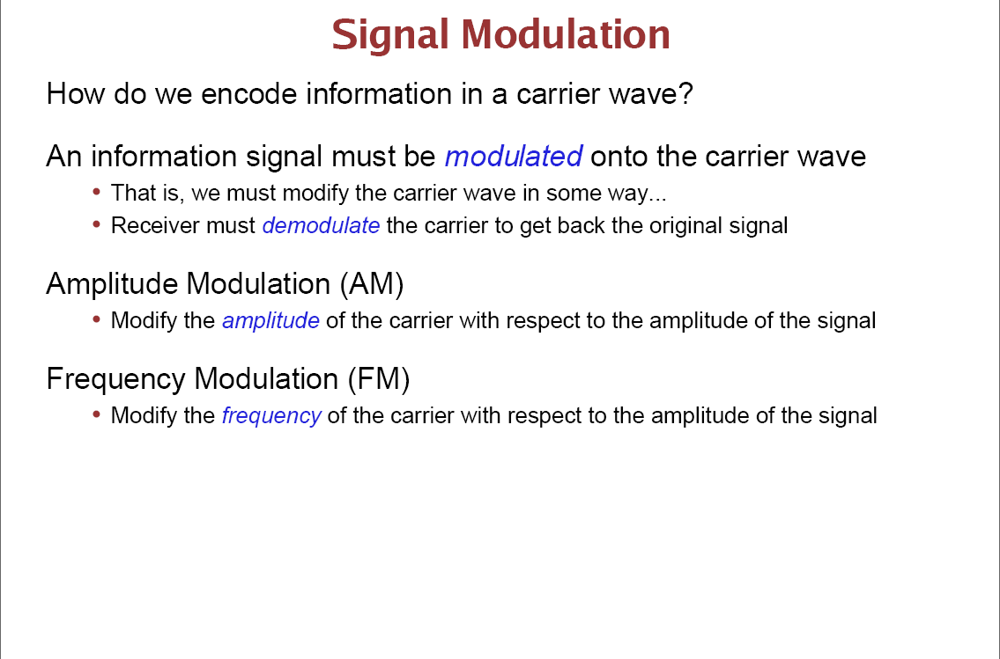 Signal Modulation
How do we encode information in a carrier wave?
An information signal must be modulated onto the carrier wave
• That is, we must modify the carrier wave in some way...
• Receiver must demodulate the carrier to get back the original signal
Amplitude Modulation (AM)
• Modify the amplitude of the carrier with respect to the amplitude of the signal
Frequency Modulation (FM)
• Modify the frequency of the carrier with respect to the amplitude of the signal